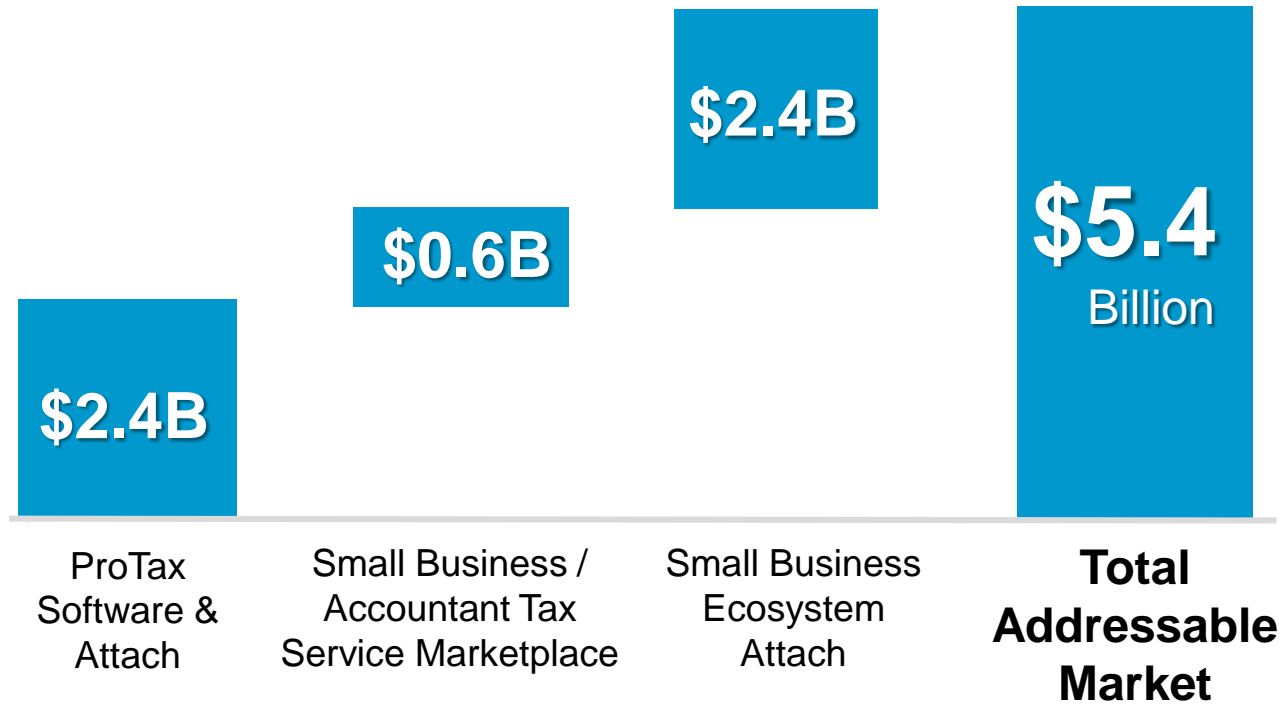 $2.4B
$0.6B
$2.4B
$5.4
Billion
ProTax
Software &
Attach
Small Business /
Accountant Tax
Service Marketplace
Small Business
Ecosystem
Attach
Total
Addressable
Market